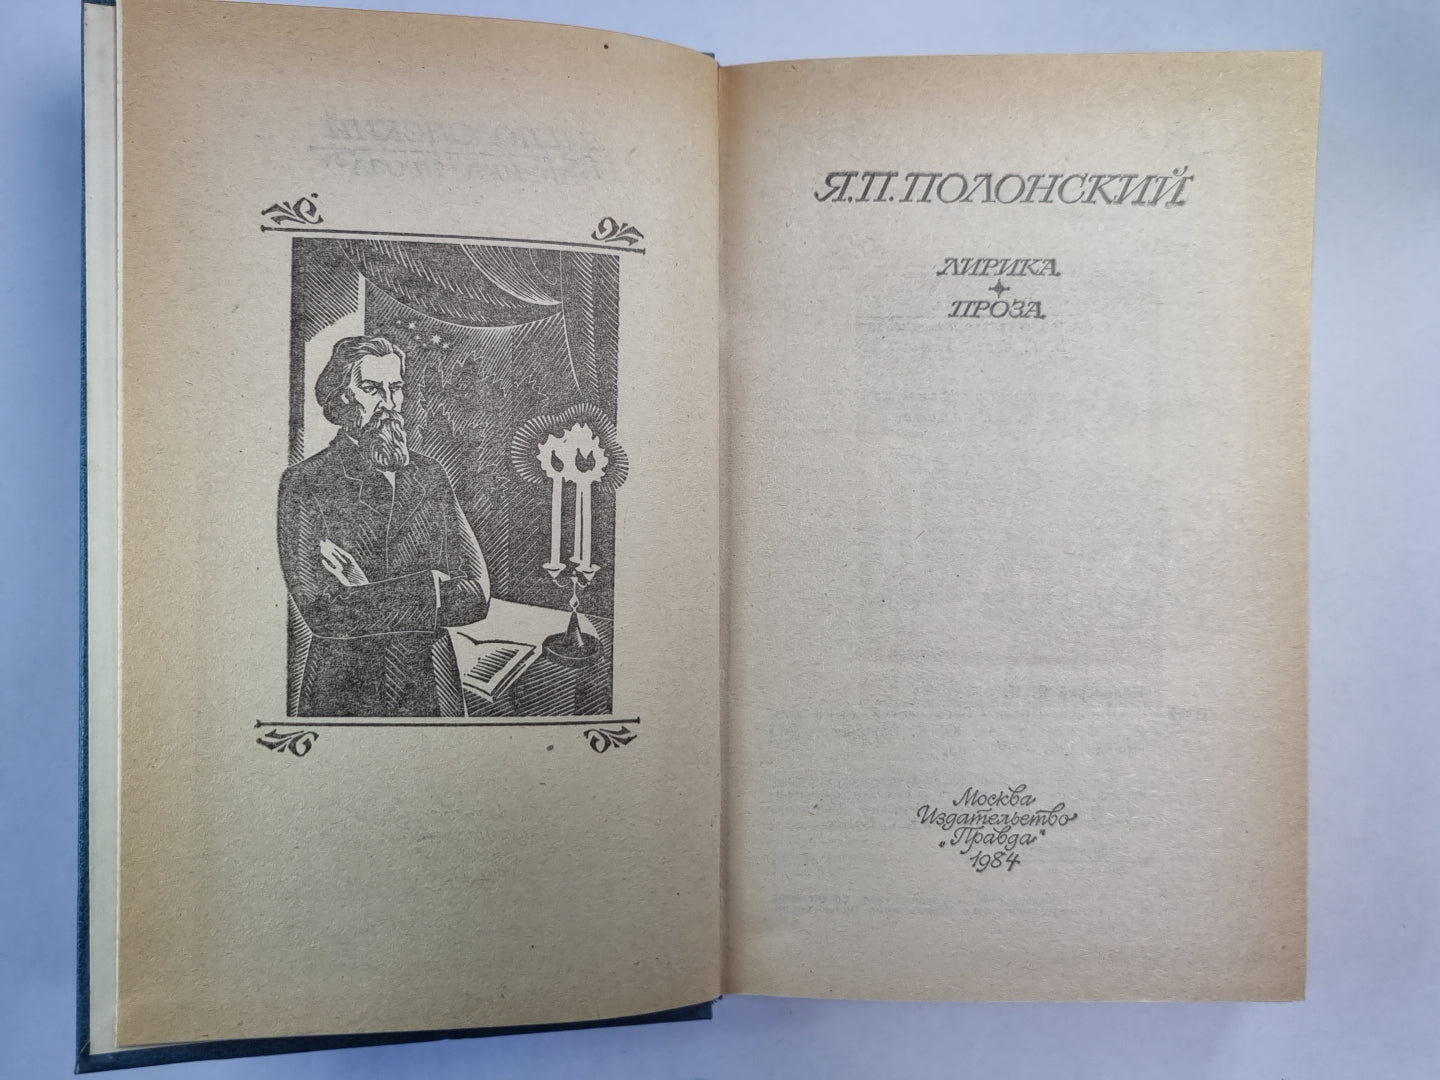 Я.П.ПОЛОНСКИЙ
ЛИРИКА
ПРОЗА
Москва
Издательство
„Правда"
1984